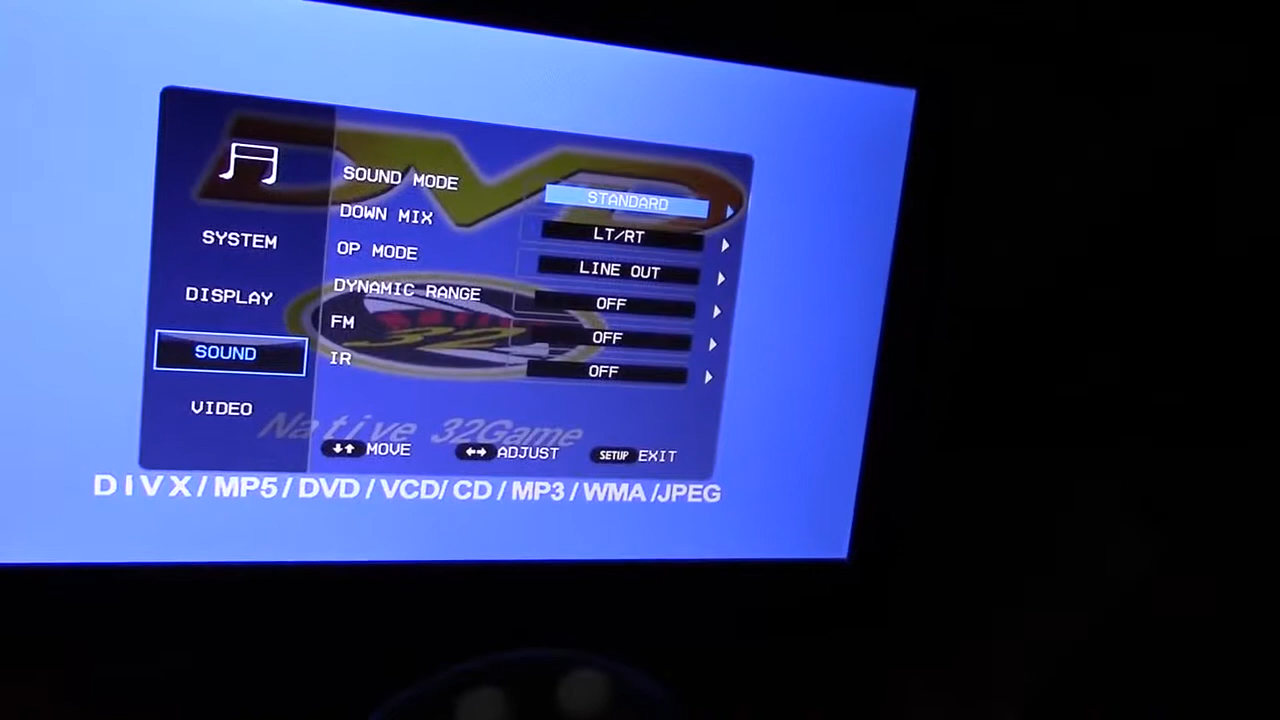 SOUND MODE STANDARD
DOWN MIX LT/RT
SYSTEM
OP MODE LINE OUT
DISPLAY
DYNAMIC RANGE OFF
FM OFF
SOUND
IR OFF
VIDEO
32
Native 32Game
MOVE ADJUST SETUP EXIT
DIVX/MP5/DVD/VCD/CD/MP3/WMA/JPEG